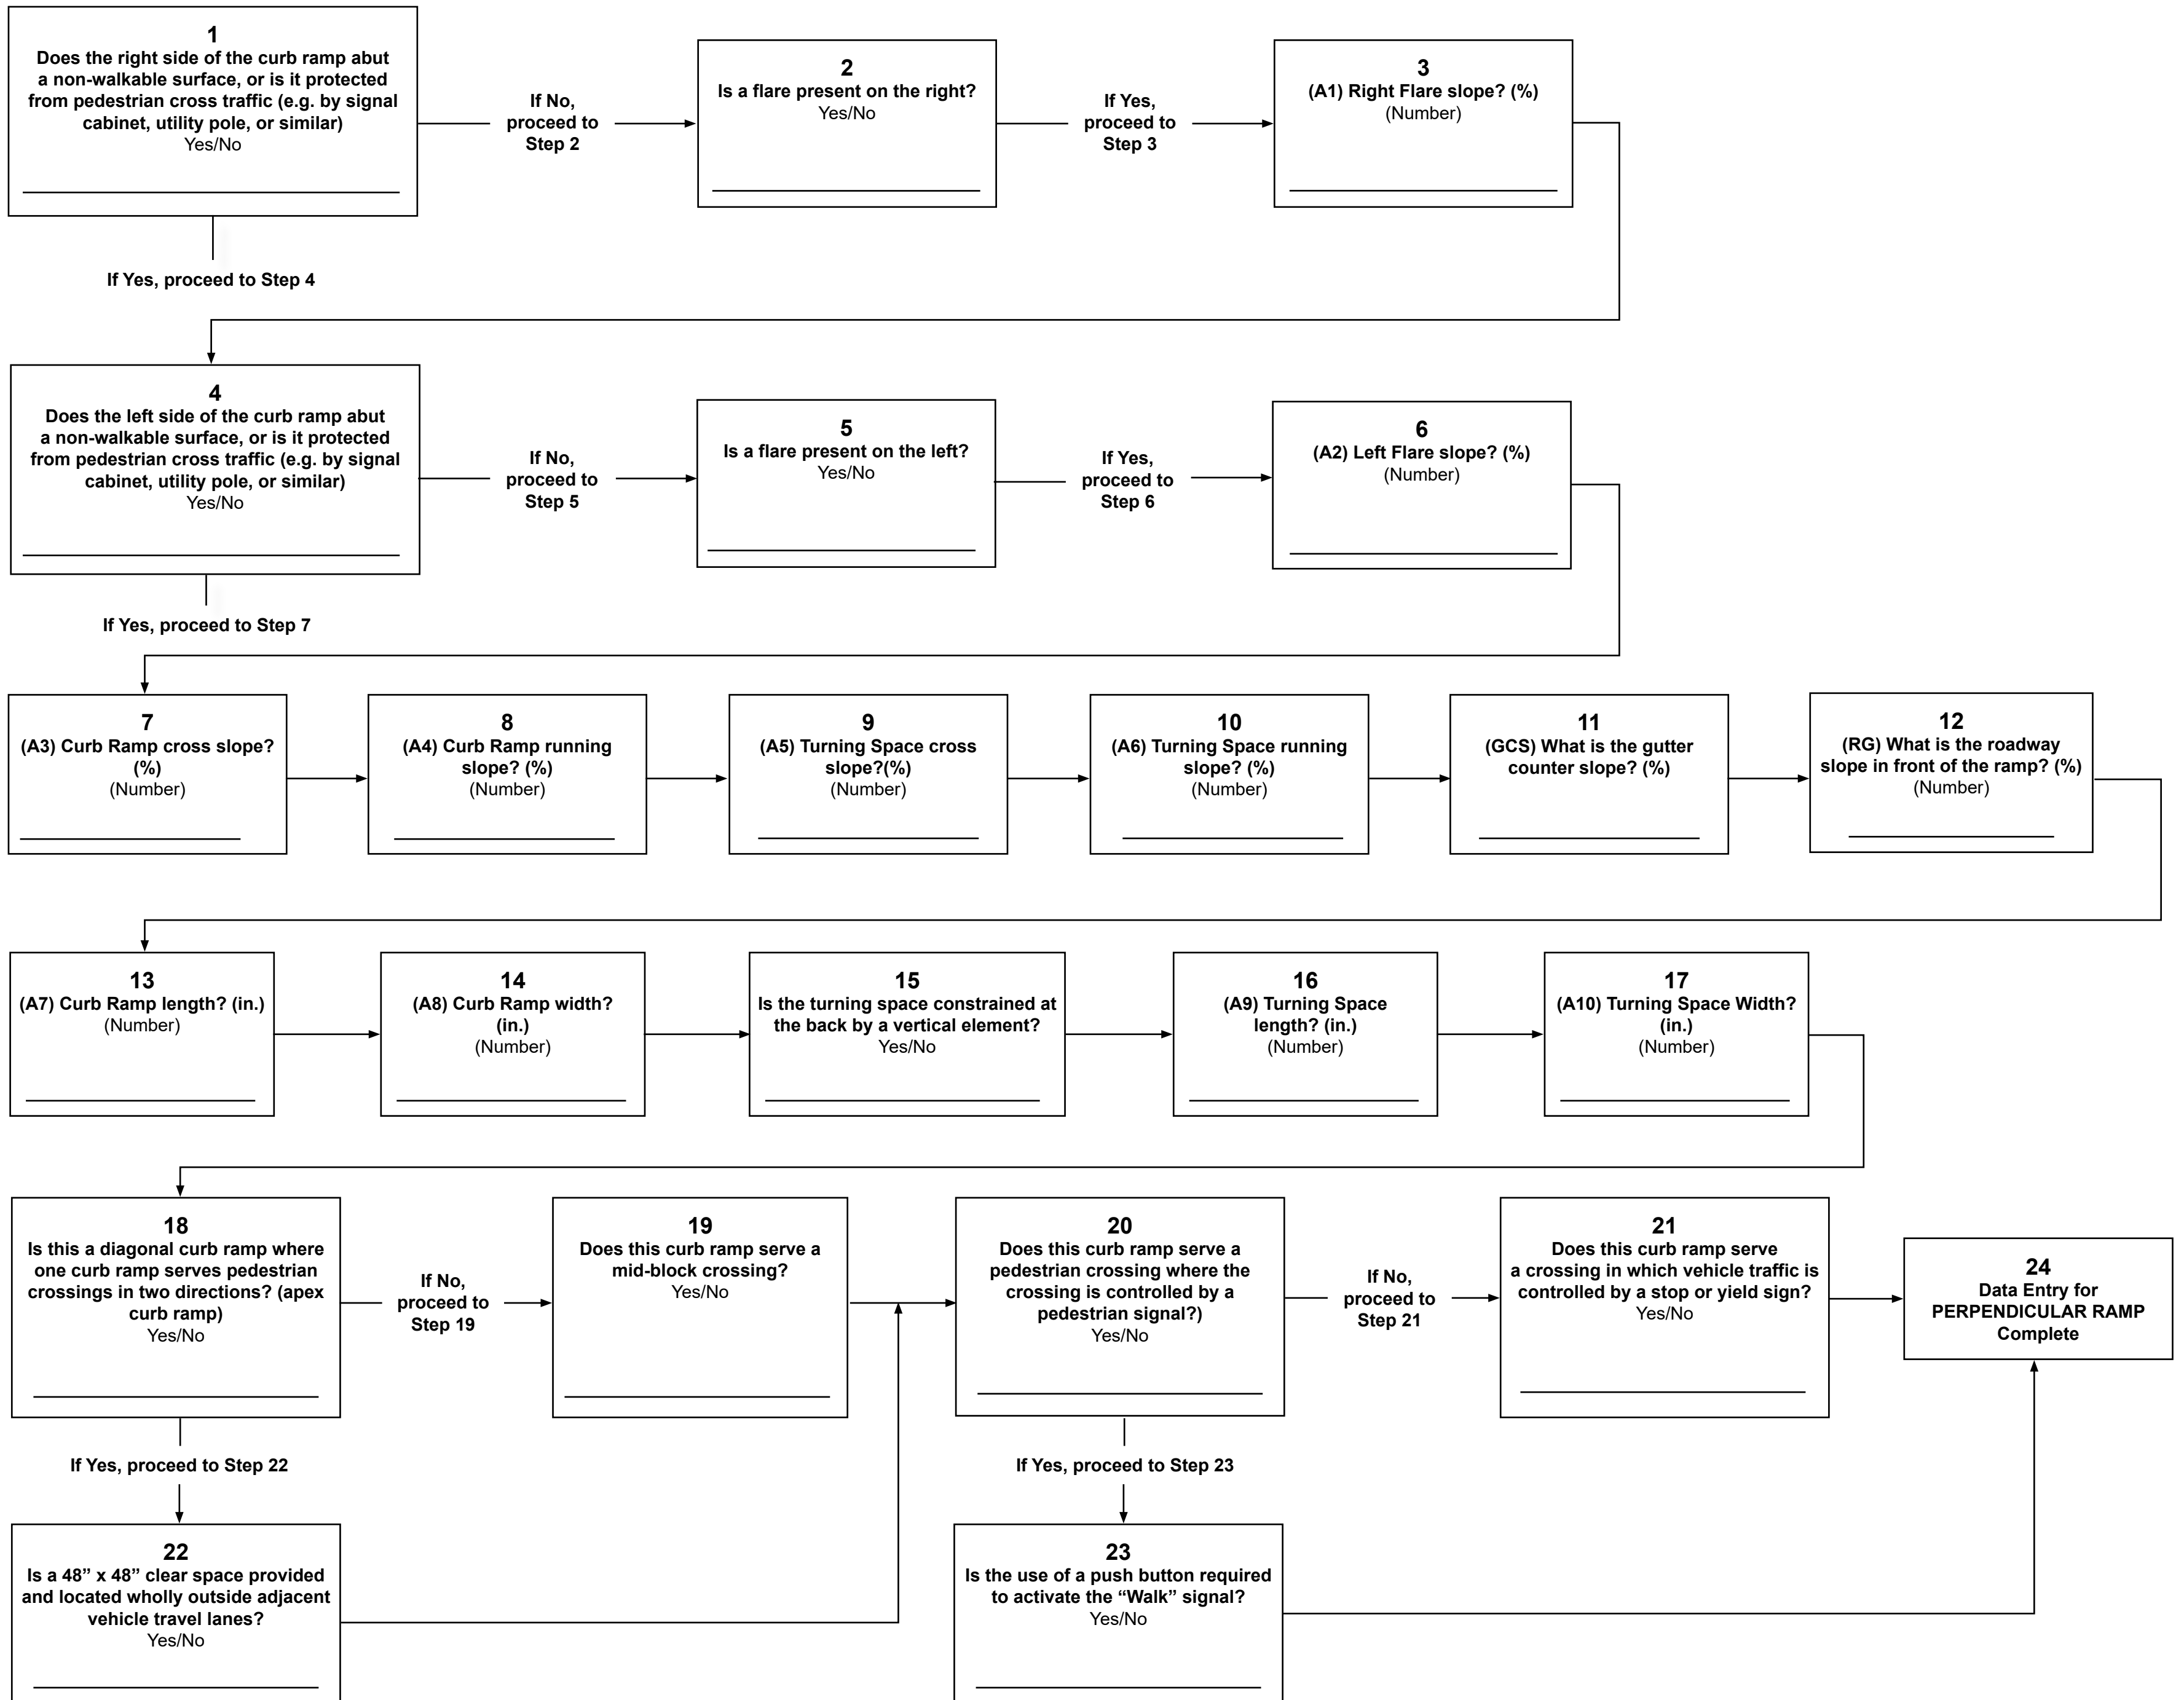 1
Does the right side of the curb ramp abut
a non-walkable surface, or is it protected
from pedestrian cross traffic (e.g. by signal
cabinet, utility pole, or similar)
Yes/No
If No,
proceed to
Step 2
2
Is a flare present on the right?
Yes/No
If Yes,
proceed to
Step 3
3
(A1) Right Flare slope? (%)
(Number)
If Yes, proceed to Step 4
4
Does the left side of the curb ramp abut
a non-walkable surface, or is it protected
from pedestrian cross traffic (e.g. by signal
cabinet, utility pole, or similar)
Yes/No
If No,
proceed to
Step 5
5
Is a flare present on the left?
Yes/No
If Yes,
proceed to
Step 6
6
(A2) Left Flare slope? (%)
(Number)
If Yes, proceed to Step 7
7
(A3) Curb Ramp cross slope?
(%)
(Number)
8
(A4) Curb Ramp running
slope? (%)
(Number)
9
(A5) Turning Space cross
slope?(%)
(Number)
10
(A6) Turning Space running
slope? (%)
(Number)
11
(GCS) What is the gutter
counter slope? (%)
12
(RG) What is the roadway
slope in front of the ramp? (%)
(Number)
13
(A7) Curb Ramp length? (in.)
(Number)
14
(A8) Curb Ramp width?
(in.)
(Number)
15
Is the turning space constrained at
the back by a vertical element?
Yes/No
16
(A9) Turning Space
length? (in.)
(Number)
17
(A10) Turning Space Width?
(in.)
(Number)
18
Is this a diagonal curb ramp where
one curb ramp serves pedestrian
crossings in two directions? (apex
curb ramp)
Yes/No
If No,
proceed to
Step 19
19
Does this curb ramp serve a
mid-block crossing?
Yes/No
20
Does this curb ramp serve a
pedestrian crossing where the
crossing is controlled by a
pedestrian signal?)
Yes/No
If No,
proceed to
Step 21
21
Does this curb ramp serve
a crossing in which vehicle traffic is
controlled by a stop or yield sign?
Yes/No
24
Data Entry for
PERPENDICULAR RAMP
Complete
If Yes, proceed to Step 22
If Yes, proceed to Step 23
22
Is a 48” x 48” clear space provided
and located wholly outside adjacent
vehicle travel lanes?
Yes/No
23
Is the use of a push button required
to activate the “Walk” signal?
Yes/No